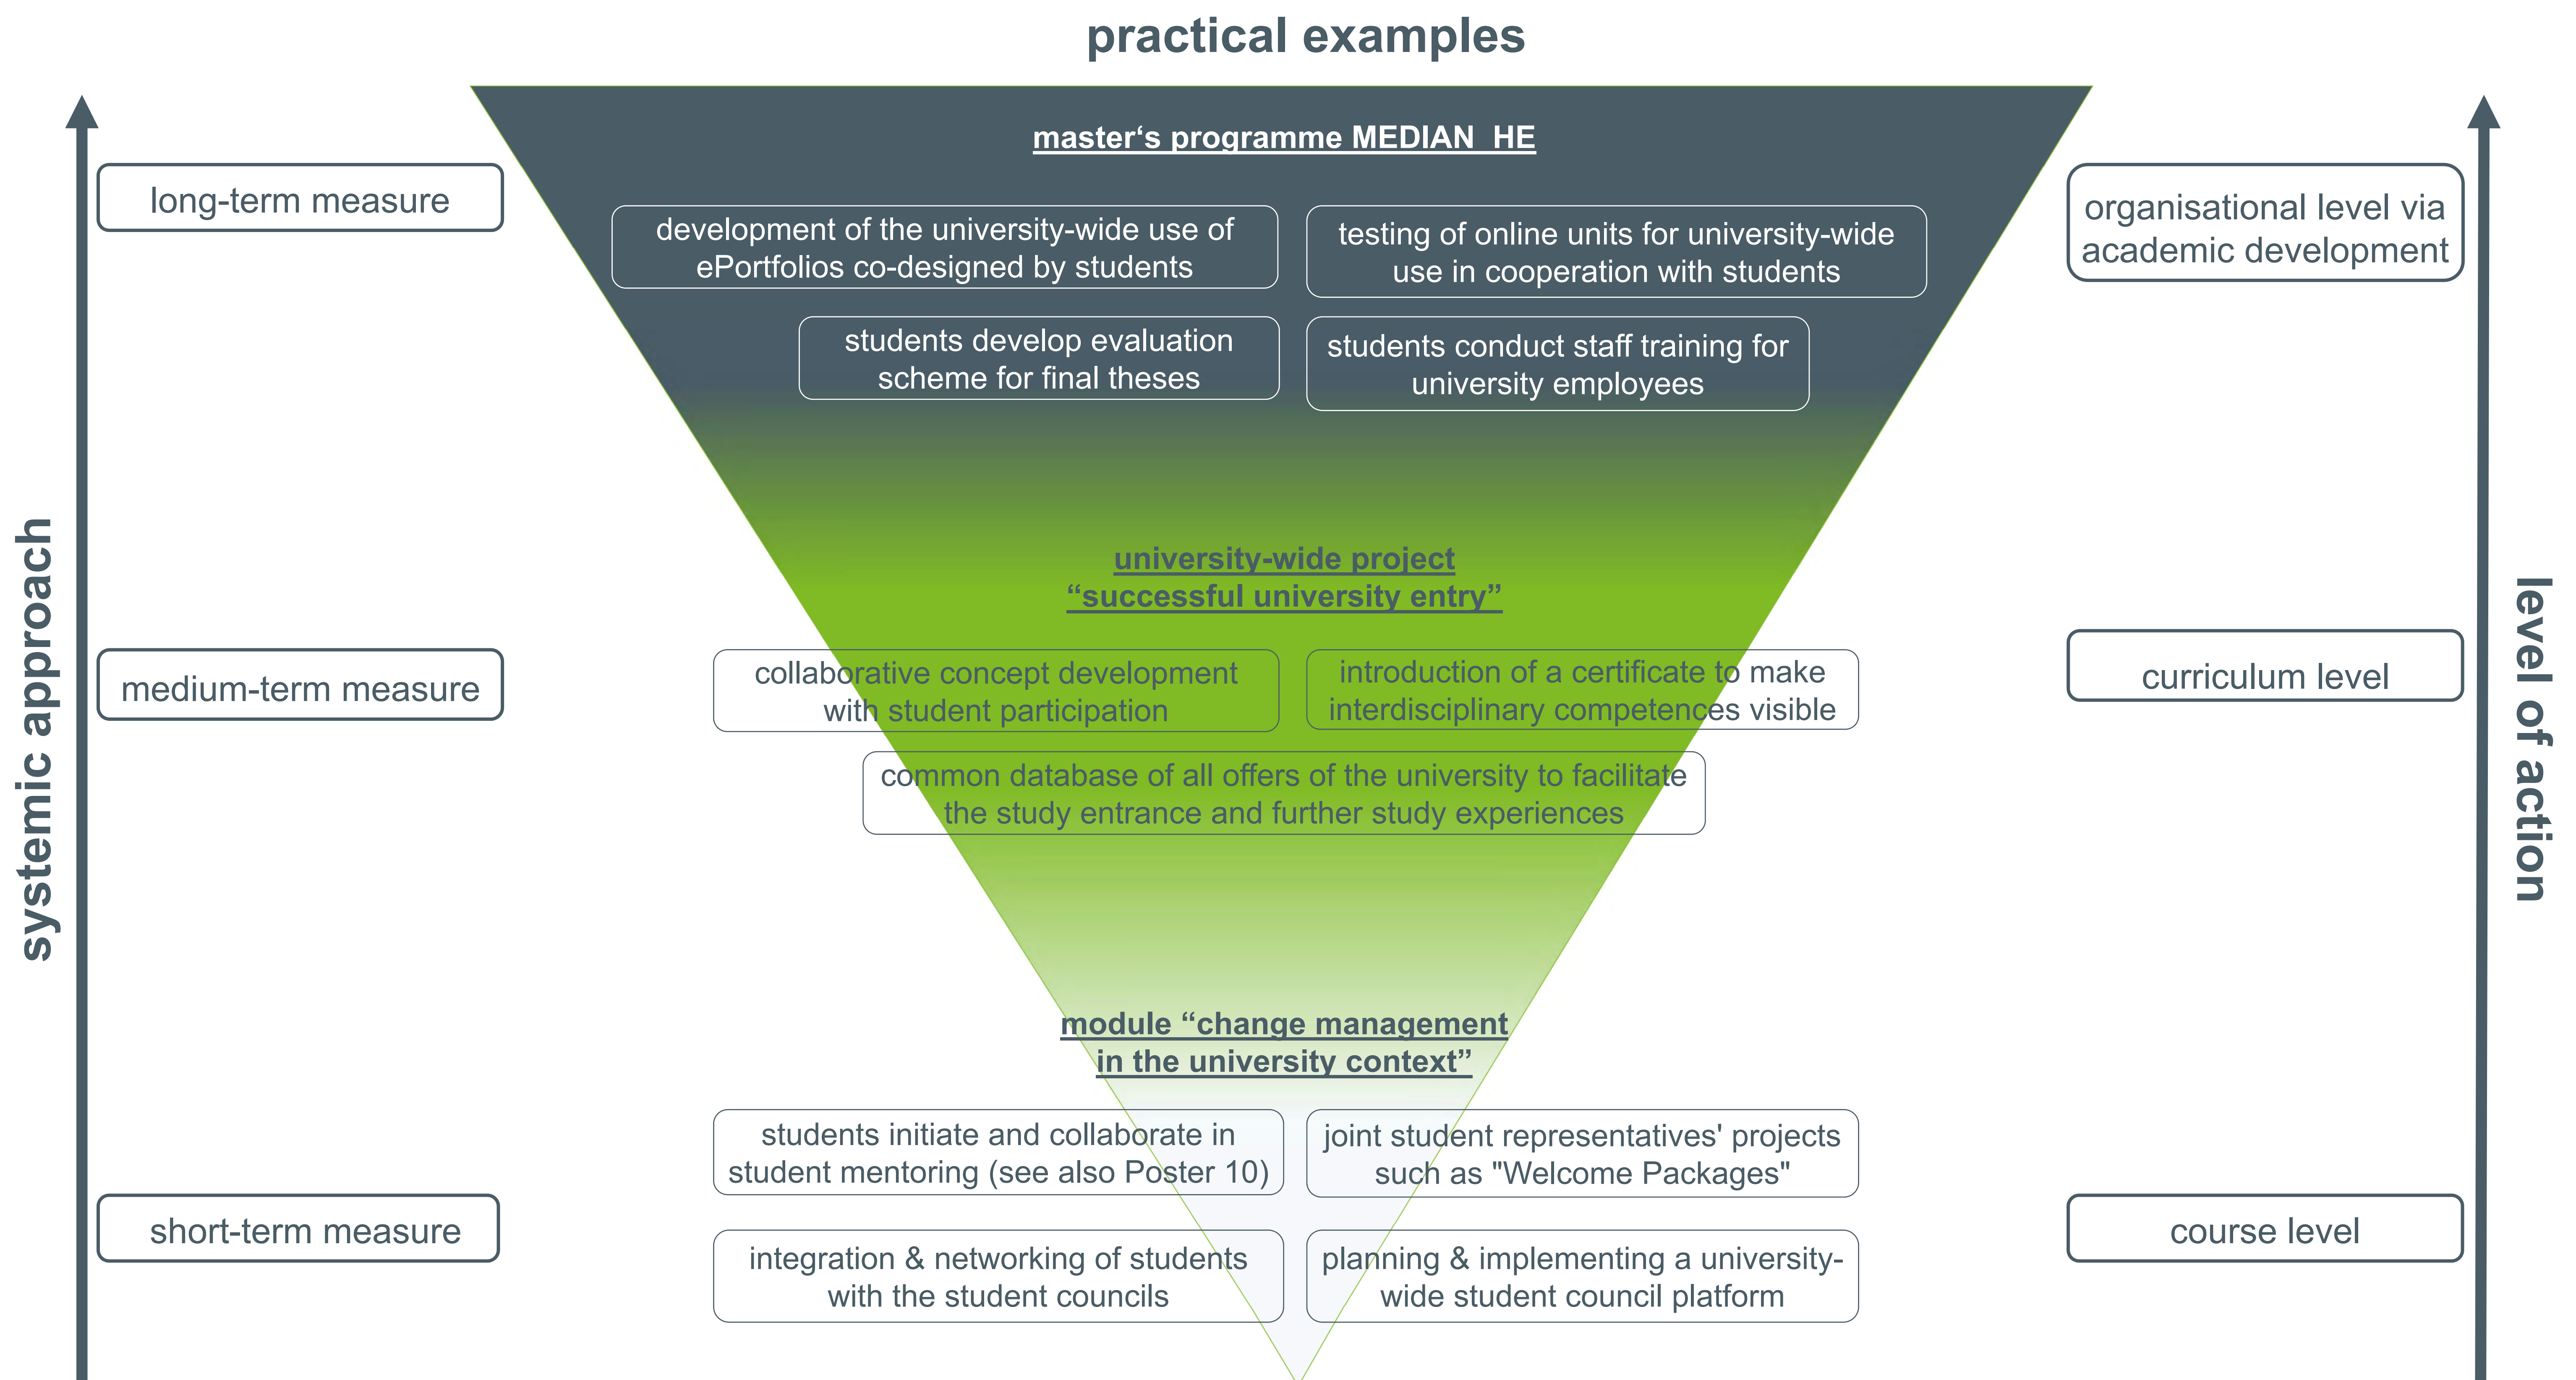 practical examples
systemic approach
long-term measure
medium-term measure
short-term measure
master‘s programme MEDIAN_HE
development of the university-wide use of
ePortfolios co-designed by students
testing of online units for university-wide
use in cooperation with students
students develop evaluation
scheme for final theses
students conduct staff training for
university employees
university-wide project
“successful university entry”
collaborative concept development
with student participation
introduction of a certificate to make
interdisciplinary competences visible
common database of all offers of the university to facilitate
the study entrance and further study experiences
module “change management
in the university context”
students initiate and collaborate in
student mentoring (see also Poster 10)
joint student representatives' projects
such as "Welcome Packages"
integration & networking of students
with the student councils
planning & implementing a university-
wide student council platform
organisational level via
academic development
curriculum level
course level
level of action